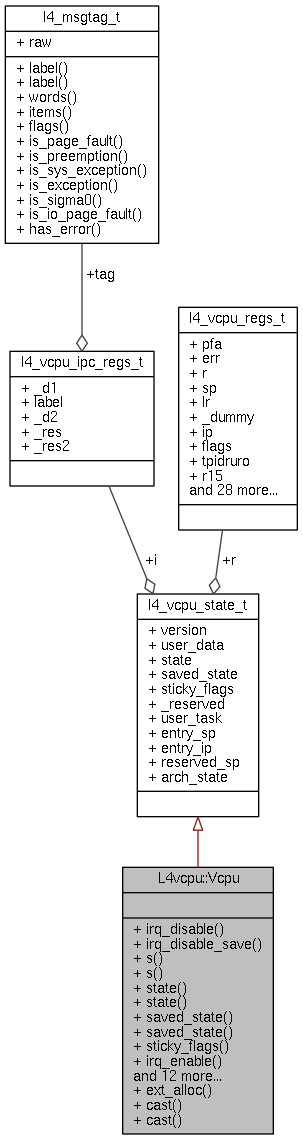 l4_msgtag_t
+ raw
+ label()
+ label()
+ words()
+ items()
+ flags()
+ is_page_fault()
+ is_preemption()
+ is_sys_exception()
+ is_exception()
+ is_sigma0()
+ is_io_page_fault()
+ has_error()
+tag
l4_vcpu_regs_t
+ pfa
+ err
+ r
+ sp
+ lr
+ _dummy
+ ip
+ flags
+ tpidruro
+ r15
and 28 more...
l4_vcpu_ipc_regs_t
+ _d1
+ label
+ _d2
+ _res
+ _res2
+i
+r
l4_vcpu_state_t
+ version
+ user_data
+ state
+ saved_state
+ sticky_flags
+ _reserved
+ user_task
+ entry_sp
+ entry_ip
+ reserved_sp
+ arch_state
L4vcpu::Vcpu
+ irq_disable()
+ irq_disable_save()
+ s()
+ s()
+ state()
+ state()
+ saved_state()
+ saved_state()
+ sticky_flags()
+ irq_enable()
and 12 more...
+ ext_alloc()
+ cast()
+ cast()